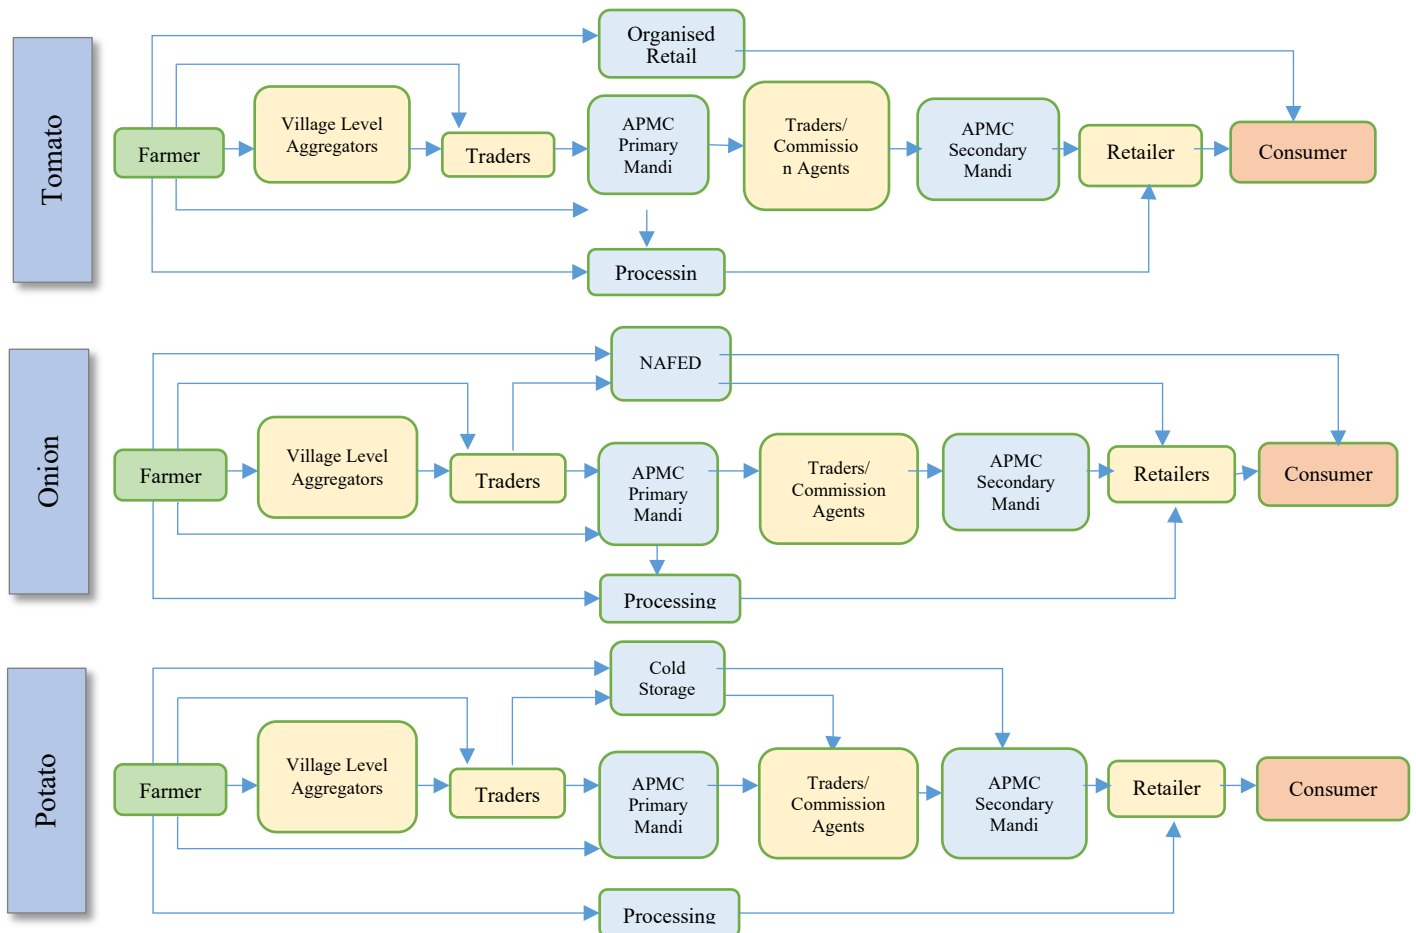 Tomato
Organised
Retail
Farmer
Village Level
Aggregators
Traders
APMC
Primary
Mandi
Traders/
Commissio
n Agents
APMC
Secondary
Mandi
Retailer
Consumer
Processin
Onion
NAFED
Farmer
Village Level
Aggregators
Traders
APMC
Primary
Mandi
Traders/
Commission
Agents
APMC
Secondary
Mandi
Retailers
Consumer
Processing
Potato
Cold
Storage
Farmer
Village Level
Aggregators
Traders
APMC
Primary
Mandi
Traders/
Commission
Agents
APMC
Secondary
Mandi
Retailer
Consumer
Processing